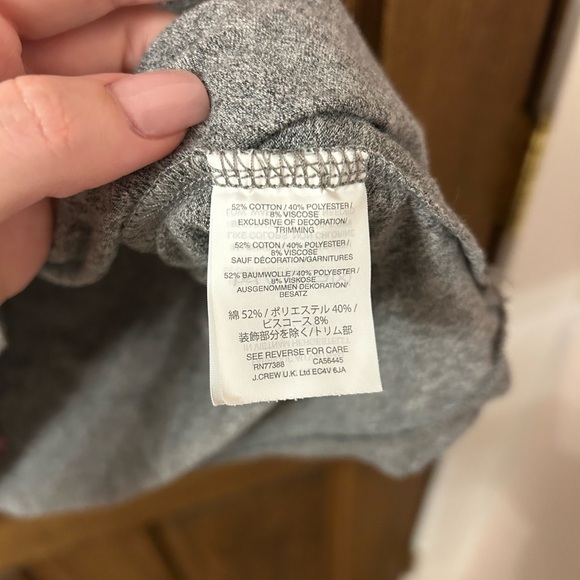 52% COTTON / 40% POLYESTER /
8% VISCOSE
EXCLUSIVE OF DECORATION/
TRIMMING
52% COTON / 40% POLYESTER /
8% VISCOSE
SAUF DÉCORATION/GARNITURES
52% BAUMWOLLE / 40% POLYESTER /
8% VISKOSE
AUSGENOMMEN DEKORATION/
BESATZ
綿 52% / ポリエステル 40% /
ビスコース 8%
装飾部分を除く/トリム部
SEE REVERSE FOR CARE
RN77388 CA56445
J.CREW U.K. Ltd EC4V 6JA